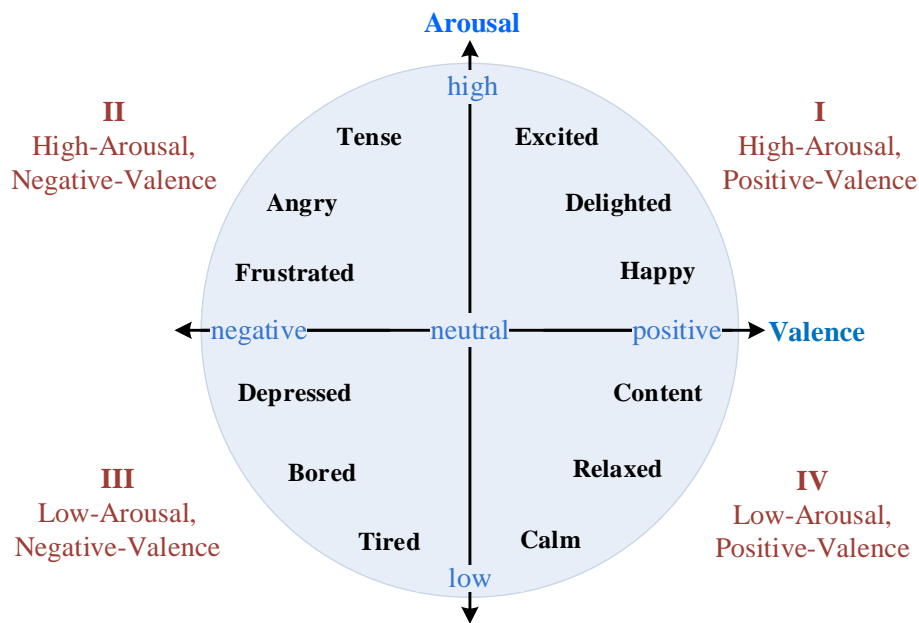 Arousal
high
II
High-Arousal,
Negative-Valence
I
High-Arousal,
Positive-Valence
Tense
Excited
Angry
Delighted
Frustrated
Happy
negative
neutral
positive
Valence
Depressed
Content
Bored
Relaxed
III
Low-Arousal,
Negative-Valence
IV
Low-Arousal,
Positive-Valence
Tired
Calm
low